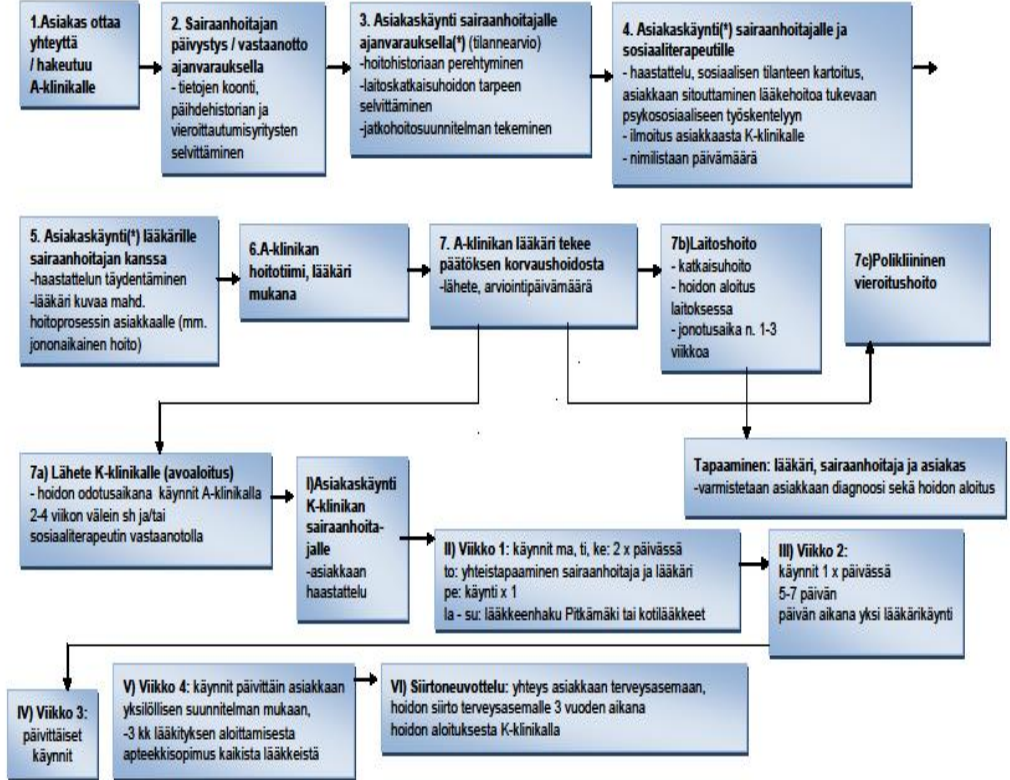 1.Asiakas ottaa
yhteyttä
/ hakeutuu
A-klinikalle
2. Sairaanhoitajan
päivystys / vastaanotto
ajanvarauksella
- tietojen koonti,
päihdehistorian ja
vieroittautumisyritysten
selvittäminen
3. Asiakaskäynti sairaanhoitajalle
ajanvarauksella(*) (tilannearvio)
- hoitohistoriaan perehtyminen
- laitoskatkaisuhoidon tarpeen
selvittäminen
-jatkohoitosuunnitelman tekeminen
4. Asiakaskäynti(*) sairaanhoitajalle ja
sosiaaliterapeutille
- haastattelu, sosiaalisen tilanteen kartoitus,
asiakkaan sitouttaminen lääkehoitoa tukevaan
psykososiaaliseen työskentelyyn
- ilmoitus asiakkaasta K-klinikalle
- nimilistaan päivämäärä
5. Asiakaskäynti(*) lääkärille
sairaanhoitajan kanssa
-haastattelun täydentäminen
-lääkäri kuvaa mahd.
hoitoprosessin asiakkaalle (mm.
jononaikainen hoito)
6.A-klinikan
hoitotiimi, lääkäri
mukana
7. A-klinikan lääkäri tekee
päätöksen korvaushoidosta
-lähete, arviointipäivämäärä
7b)Laitoshoito
- katkaisuhoito
- hoidon aloitus
laitoksessa
- jonotusaika n. 1-3
viikkoa
7c)Polikliininen
vieroitushoito
7a) Lähete K-klinikalle (avoaloitus)
- hoidon odotusaikana käynnit A-klinikalla
2-4 viikon välein sh ja/tai
sosiaaliterapeutin vastaanotolla
I)Asiakaskäynti
K-klinikan
sairaanhoita-
jalle
-asiakkaan
haastattelu
Tapaaminen: lääkäri, sairaanhoitaja ja asiakas
-varmistetaan asiakkaan diagnoosi sekä hoidon aloitus
II) Viikko 1: käynnit ma, ti, ke: 2 x päivässä
to: yhteistapaaminen sairaanhoitaja ja lääkäri
pe: käynti x 1
la - su: lääkkeenhaku Pitkämäki tai kotilääkkeet
III) Viikko 2:
käynnit 1 x päivässä
5-7 päivän
päivän aikana yksi lääkärikäynti
IV) Viikko 3:
päivittäiset
käynnit
V) Viikko 4: käynnit päivittäin asiakkaan
yksilöllisen suunnitelman mukaan,
-3 kk lääkityksen aloittamisesta
apteekkisopimus kaikista lääkkeistä
VI) Siirtoneuvottelu: yhteys asiakkaan terveysasemaan,
hoidon siirto terveysasemalle 3 vuoden aikana
hoidon aloituksesta K-klinikalla